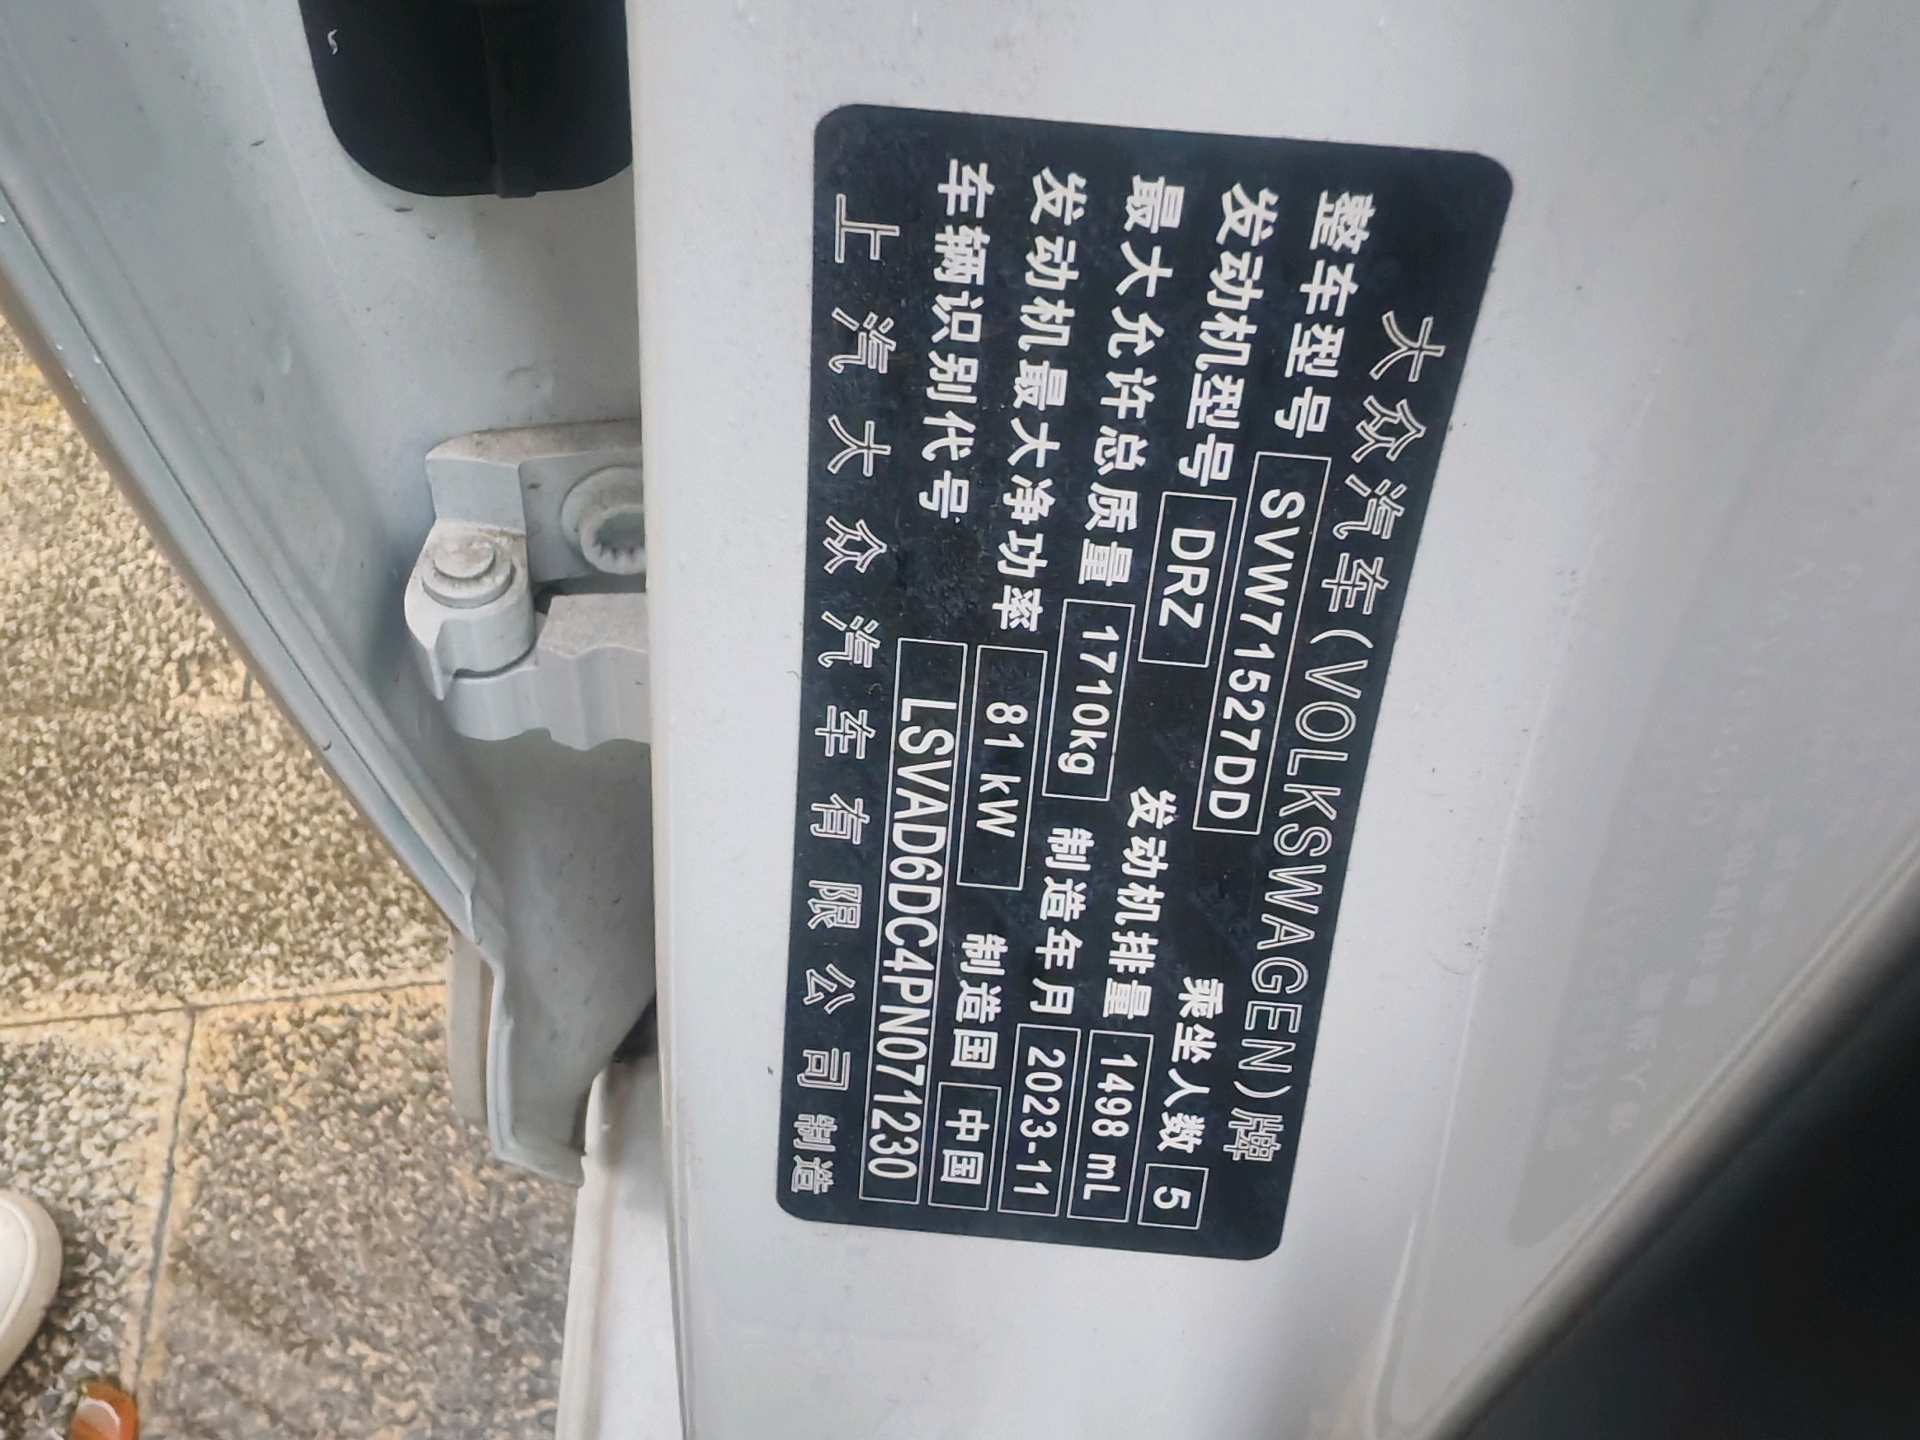 大众汽车(VOLKSWAGEN)牌
整车型号 SVW71527DD 乘坐人数 5
发动机型号 DRZ 发动机排量 1498 mL
最大允许总质量 1710kg 制造年月 2023-11
发动机最大净功率 81 kW 制造国 中国
车辆识别代号 LSVAD6DC4PN071230
上汽大众汽车有限公司 制造